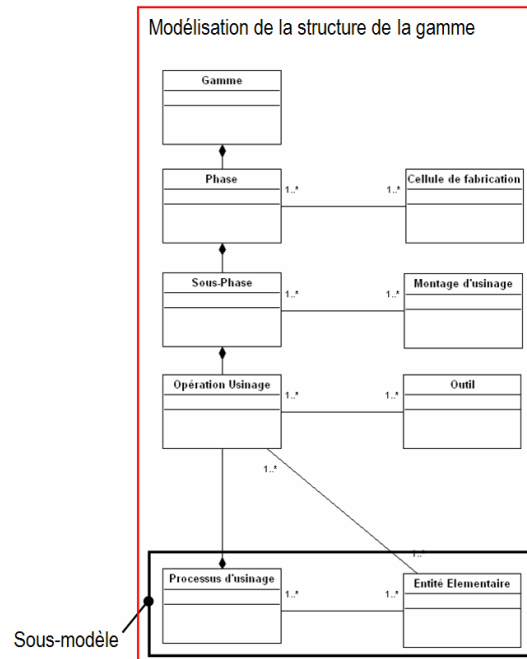 Modélisation de la structure de la gamme
Gamme
Phase
1..*
1..*
Cellule de fabrication
Sous-Phase
1..*
1..*
Montage d'usinage
Opération Usinage
1..*
1..*
Outil
1..*
1..*
Processus d'usinage
1..*
1..*
Entité Elementaire
Sous-modèle